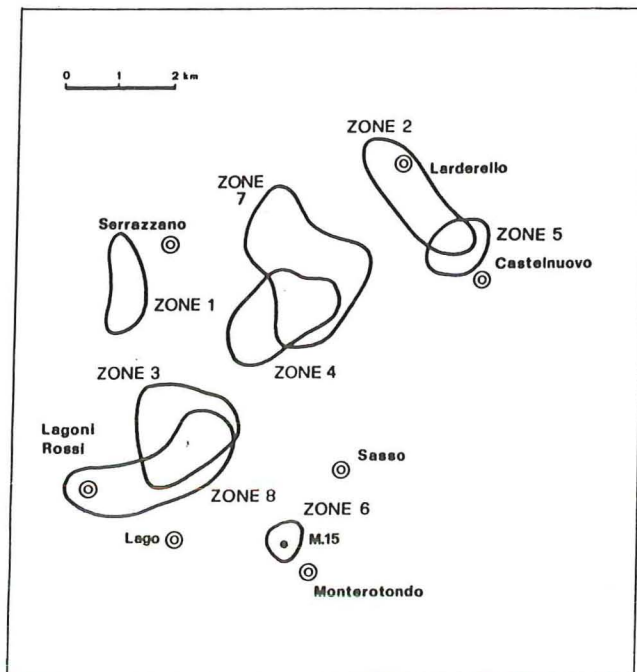 0 1 2 km
ZONE 2
Larderello
ZONE
7
Serrazzano
ZONE 5
Castelnuovo
ZONE 1
ZONE 3
ZONE 4
Lagoni
Rossi
Sasso
ZONE 8
ZONE 6
Lago
M.15
Monterotondo